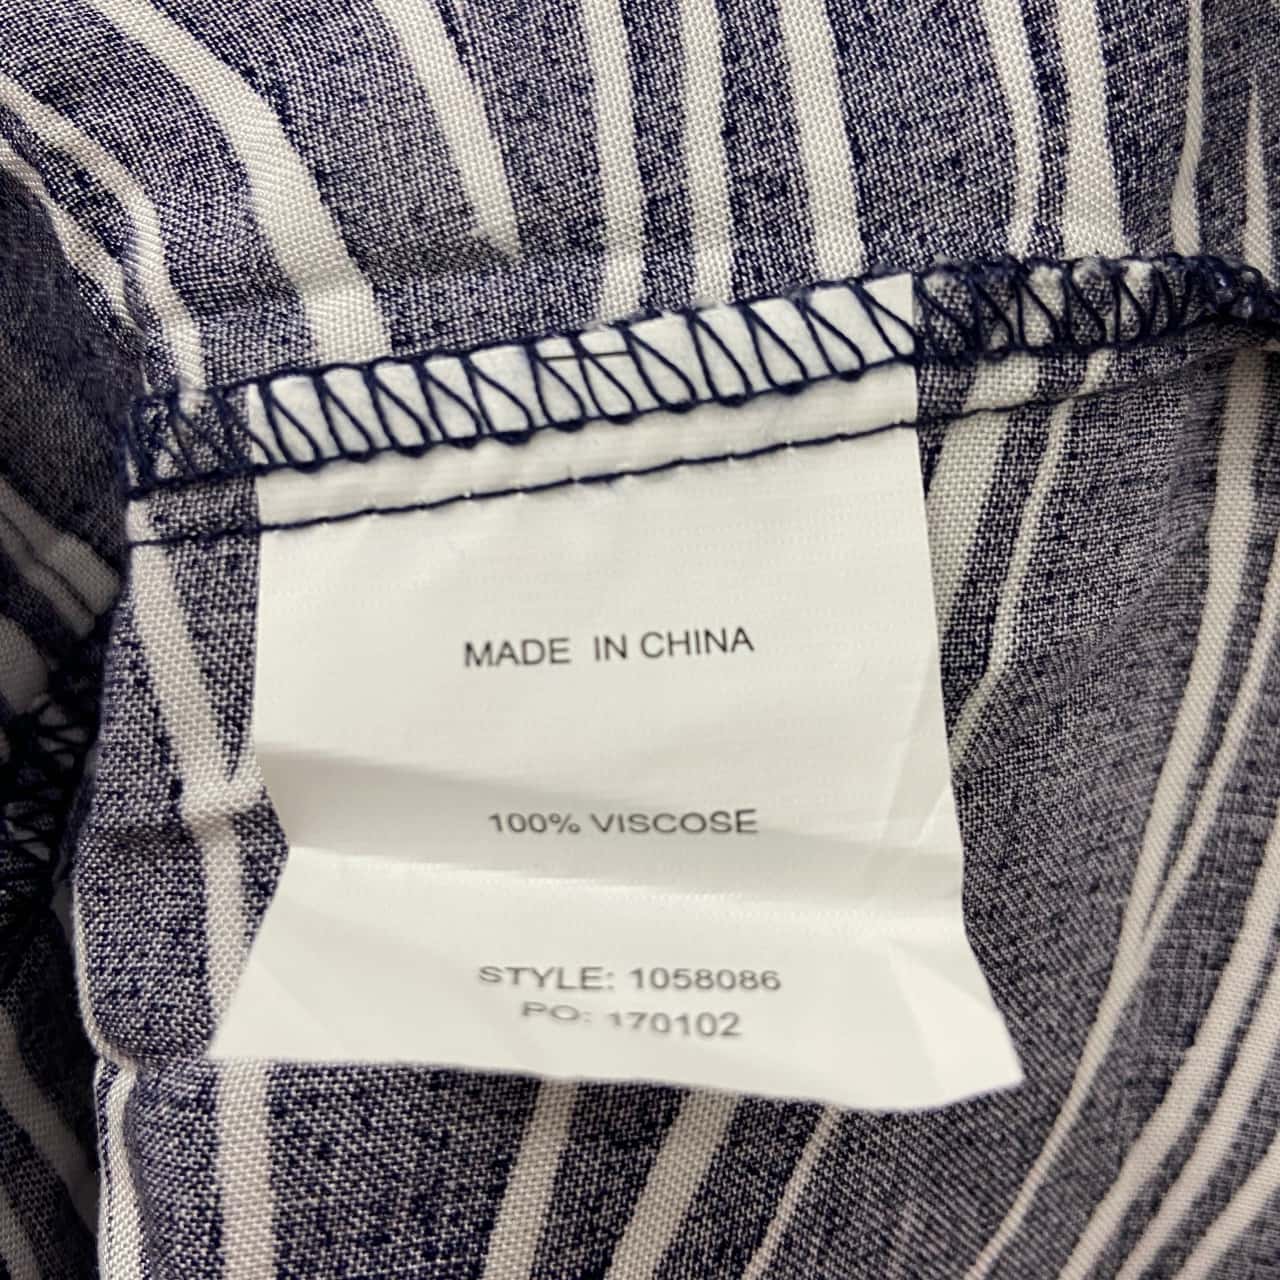 MADE IN CHINA
100% VISCOSE
STYLE: 1058086
PO: 170102